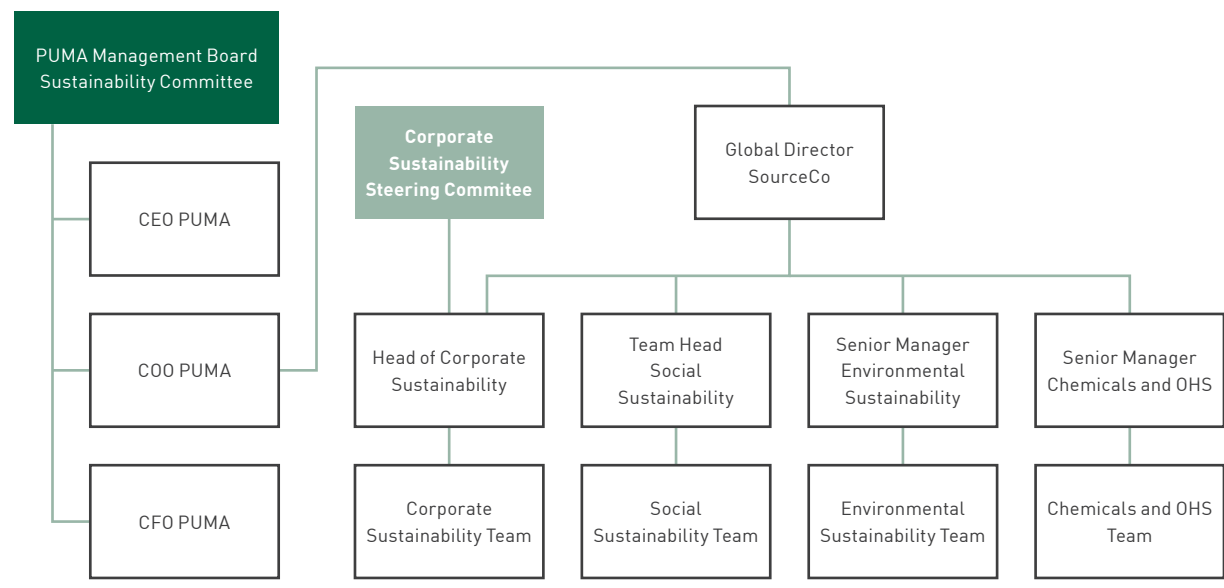 PUMA Management Board
Sustainability Committee
CEO PUMA
COO PUMA
CFO PUMA
Corporate
Sustainability
Steering Commitee
Global Director
SourceCo
Head of Corporate
Sustainability
Team Head
Social
Sustainability
Senior Manager
Environmental
Sustainability
Senior Manager
Chemicals and OHS
Corporate
Sustainability Team
Social
Sustainability Team
Environmental
Sustainability Team
Chemicals and OHS
Team